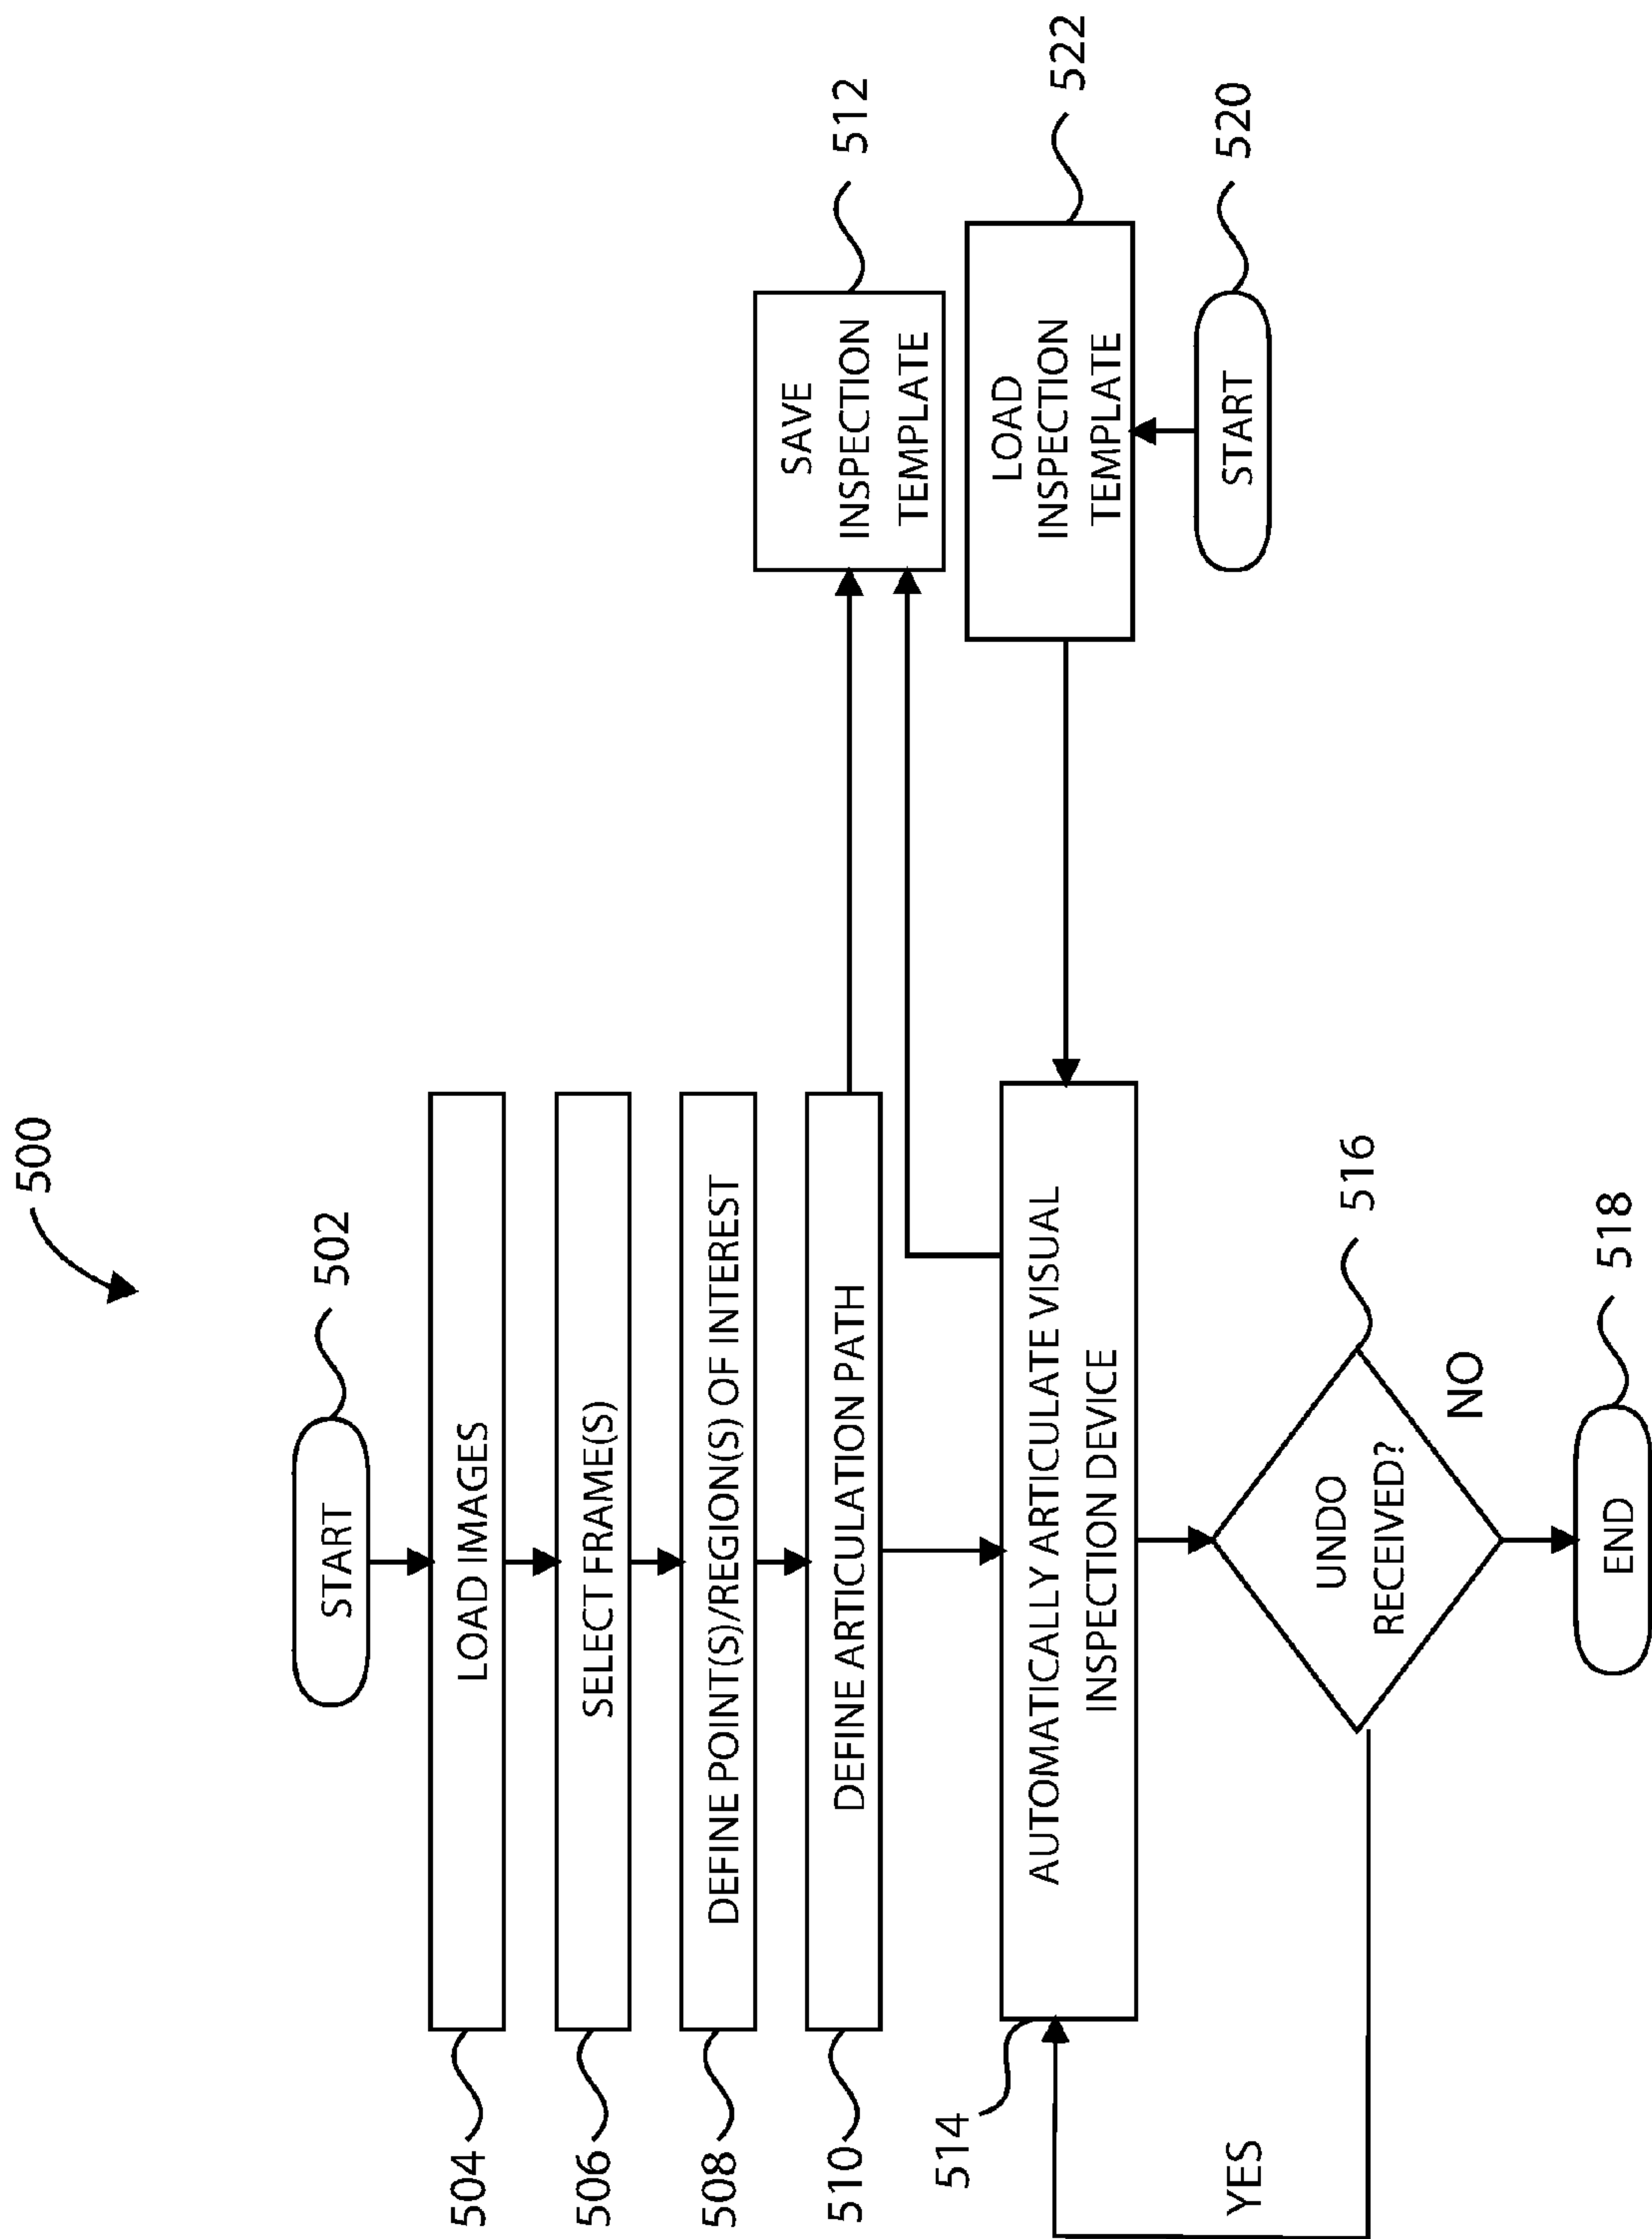 500
START
502
LOAD IMAGES
504
SELECT FRAME(S)
506
DEFINE POINT(S)/REGION(S) OF INTEREST
508
DEFINE ARTICULATION PATH
510
SAVE
INSPECTION
TEMPLATE
512
AUTOMATICALLY ARTICULATE VISUAL
INSPECTION DEVICE
514
LOAD
INSPECTION
TEMPLATE
522
START
520
UNDO
RECEIVED?
516
YES
NO
END
518